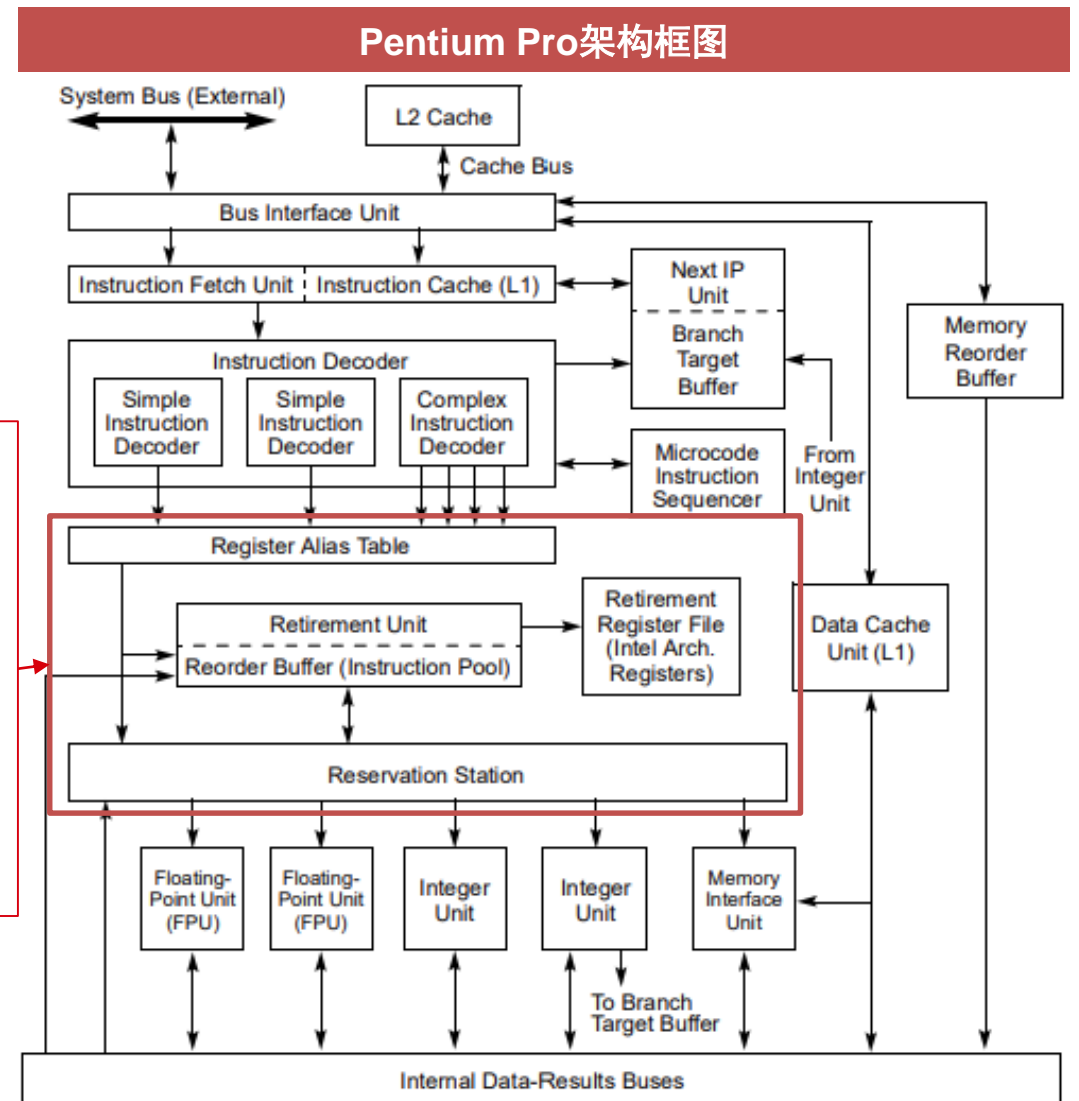 Pentium Pro架构框图
System Bus (External)
L2 Cache
Cache Bus
Bus Interface Unit
Instruction Fetch Unit
Instruction Cache (L1)
Next IP
Unit
Branch
Target
Buffer
Memory
Reorder
Buffer
Instruction Decoder
Simple
Instruction
Decoder
Simple
Instruction
Decoder
Complex
Instruction
Decoder
Microcode
Instruction
Sequencer
From
Integer
Unit
Register Alias Table
Retirement Unit
Reorder Buffer (Instruction Pool)
Retirement
Register File
(Intel Arch.
Registers)
Data Cache
Unit (L1)
Reservation Station
Floating-
Point Unit
(FPU)
Floating-
Point Unit
(FPU)
Integer
Unit
Integer
Unit
Memory
Interface
Unit
To Branch
Target Buffer
Internal Data-Results Buses